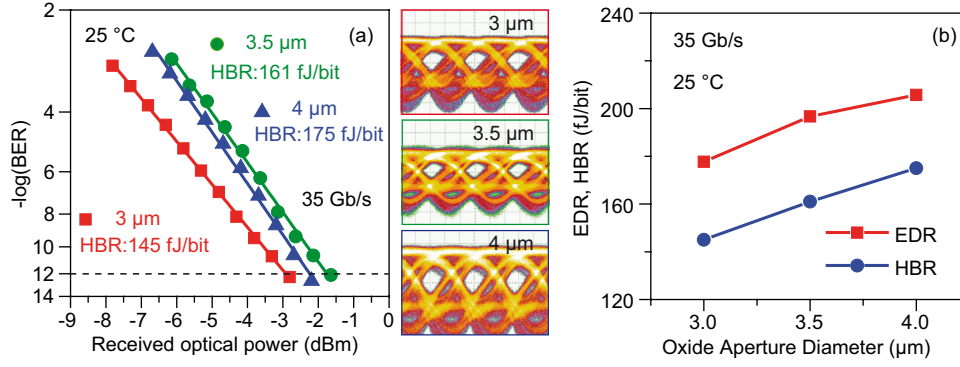 25 °C
(a)
3.5 µm
HBR:161 fJ/bit
4 µm
HBR:175 fJ/bit
35 Gb/s
3 µm
HBR:145 fJ/bit
-log(BER)
2
4
6
8
10
12
14
-9 -8 -7 -6 -5 -4 -3 -2 -1 0
Received optical power (dBm)
3 µm
3.5 µm
4 µm
(b)
35 Gb/s
25 °C
EDR, HBR (fJ/bit)
240
200
160
120
EDR
HBR
3.0 3.5 4.0
Oxide Aperture Diameter (µm)